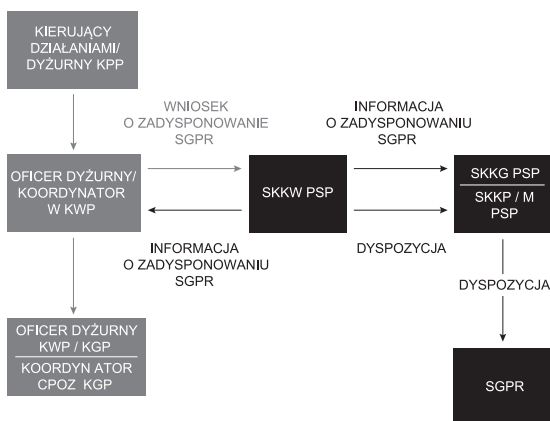 KIERUJĄCY
DZIAŁANIAMI/
DYŻURNY KPP
WNIOSEK
O ZADYSPONOWANIE
SGPR
INFORMACJA
O ZADYSPONOWANIU
SGPR
OFICER DYŻURNY/
KOORDYNATOR
W KWP
SKKW PSP
SKKG PSP
SKKP / M
PSP
INFORMACJA
O ZADYSPONOWANIU
SGPR
DYSPOZYCJA
DYSPOZYCJA
OFICER DYŻURNY
KWP / KGP
KOORDYN ATOR
CPOZ KGP
SGPR